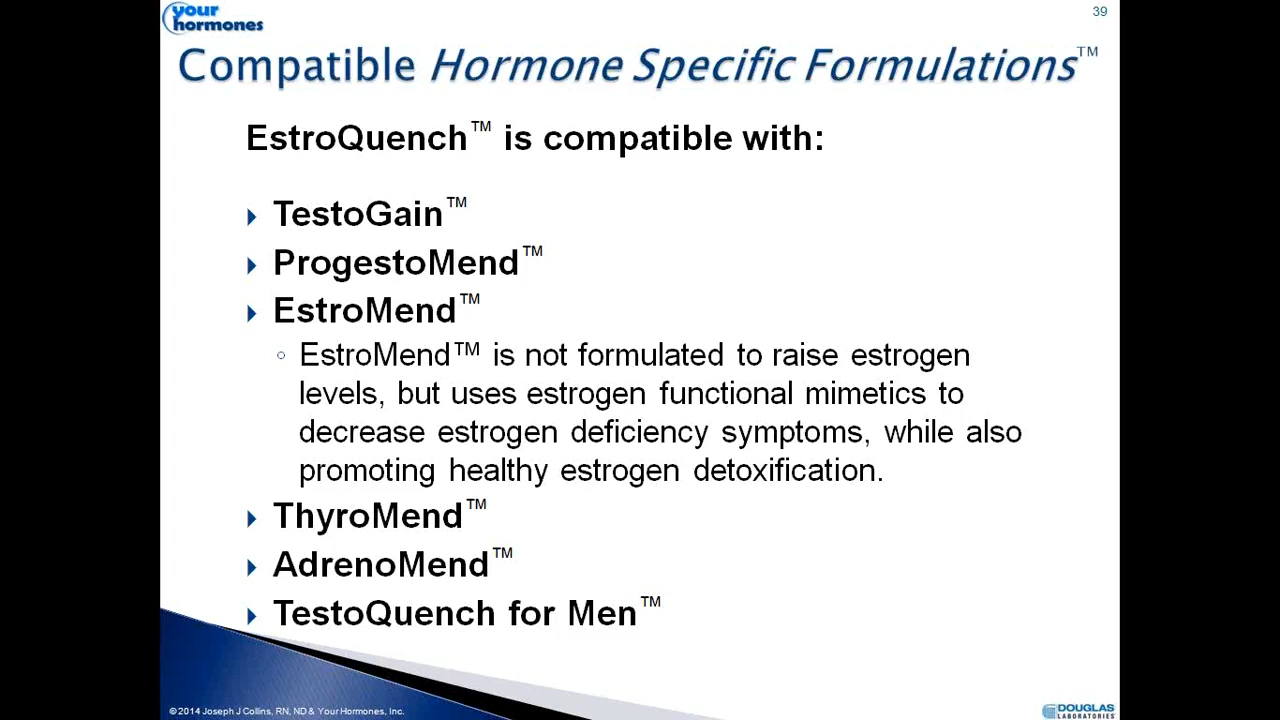 your
hormones
39
Compatible Hormone Specific Formulations™
EstroQuench™ is compatible with:
TestoGain™
ProgestoMend™
EstroMend™
EstroMend™ is not formulated to raise estrogen
levels, but uses estrogen functional mimetics to
decrease estrogen deficiency symptoms, while also
promoting healthy estrogen detoxification.
ThyroMend™
AdrenoMend™
TestoQuench for Men™
© 2014 Joseph J Collins, RN, ND & Your Hormones, Inc.
DOUGLAS
LABORATORIES